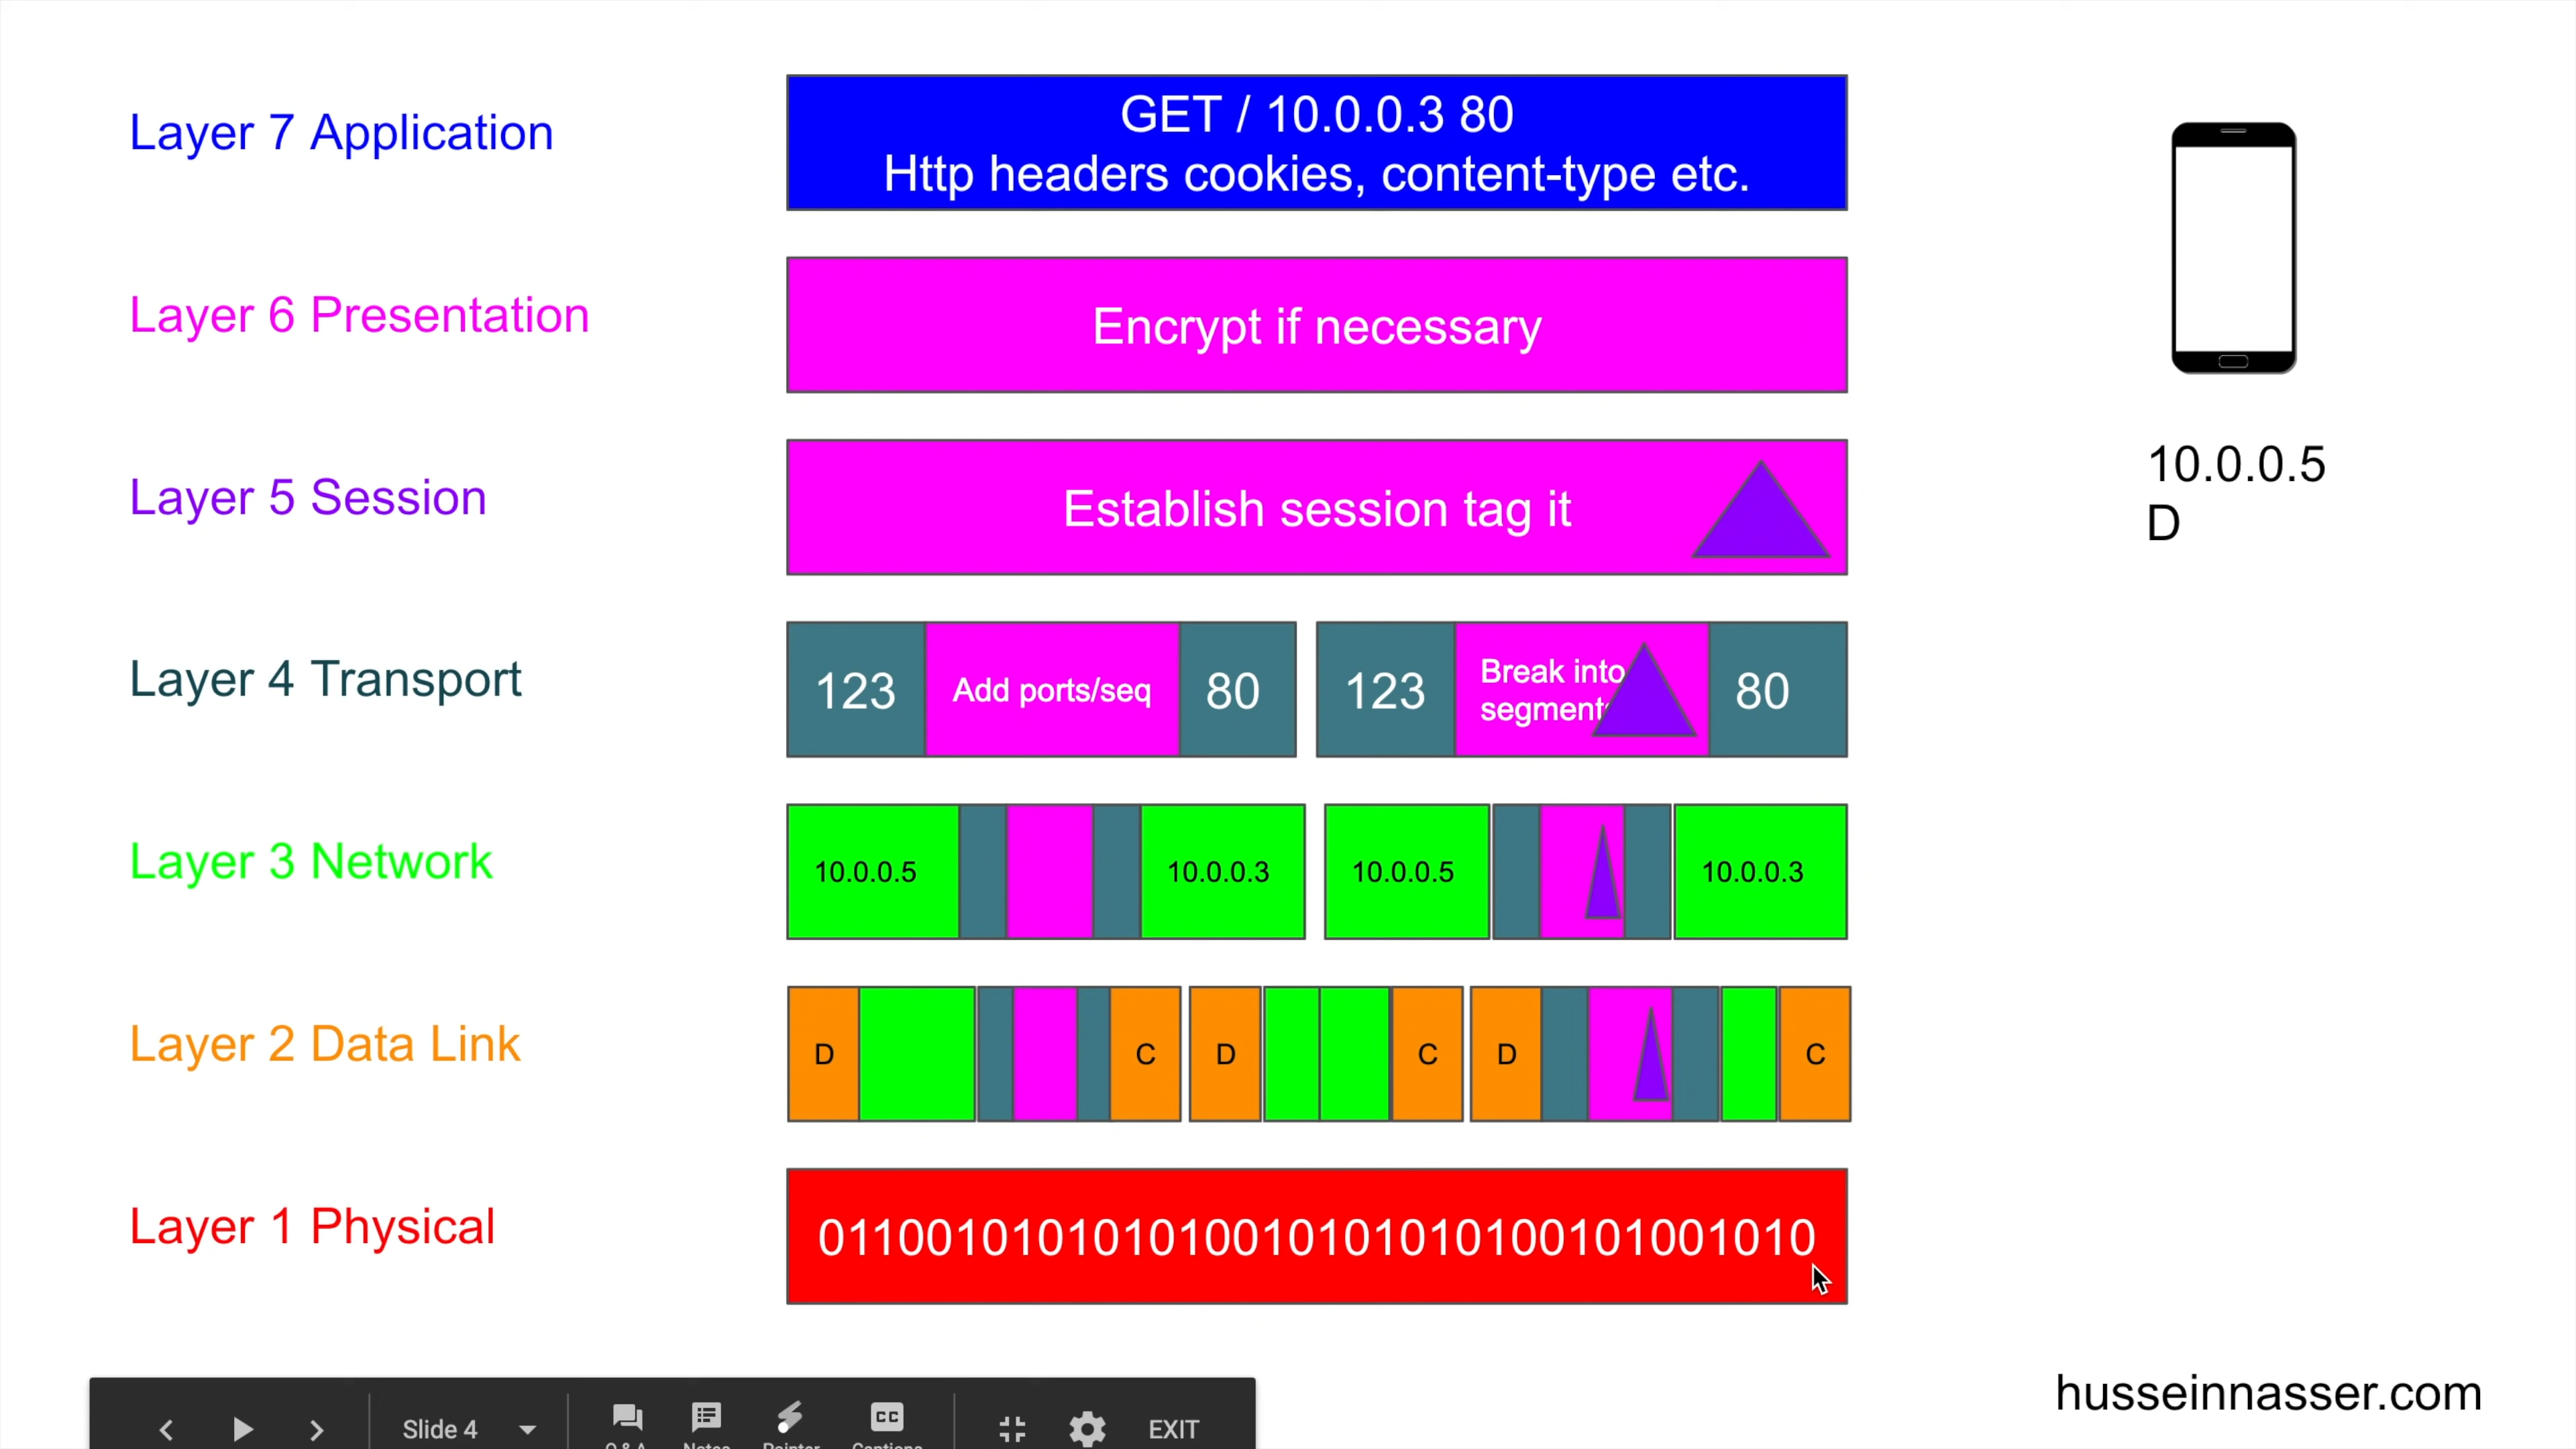 Layer 7 Application
GET / 10.0.0.3 80
Http headers cookies, content-type etc.
Layer 6 Presentation
Encrypt if necessary
10.0.0.5
D
Layer 5 Session
Establish session tag it
Layer 4 Transport
123 Add ports/seq 80 123 Break into 80
segments
Layer 3 Network
10.0.0.5 10.0.0.3 10.0.0.5 10.0.0.3
Layer 2 Data Link
D C D C D C
Layer 1 Physical
011001010101010010101010100101001010
husseinnasser.com
Slide 4 Q & A Notes Pointer Captions EXIT